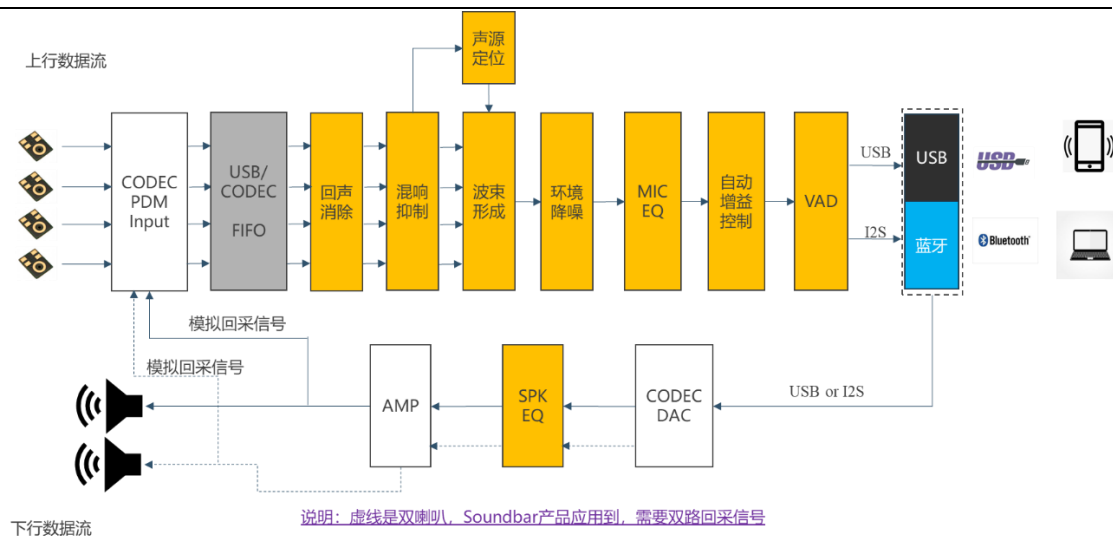 上行数据流
声源
定位
CODEC
PDM
Input
USB/
CODEC
FIFO
回声
消除
混响
抑制
波束
形成
环境
降噪
MIC
EQ
自动
增益
控制
VAD
USB
I2S
USB
蓝牙
USB
Bluetooth
模拟回采信号
模拟回采信号
AMP
SPK
EQ
CODEC
DAC
USB or I2S
说明：虚线是双喇叭，Soundbar产品应用到，需要双路回采信号
下行数据流